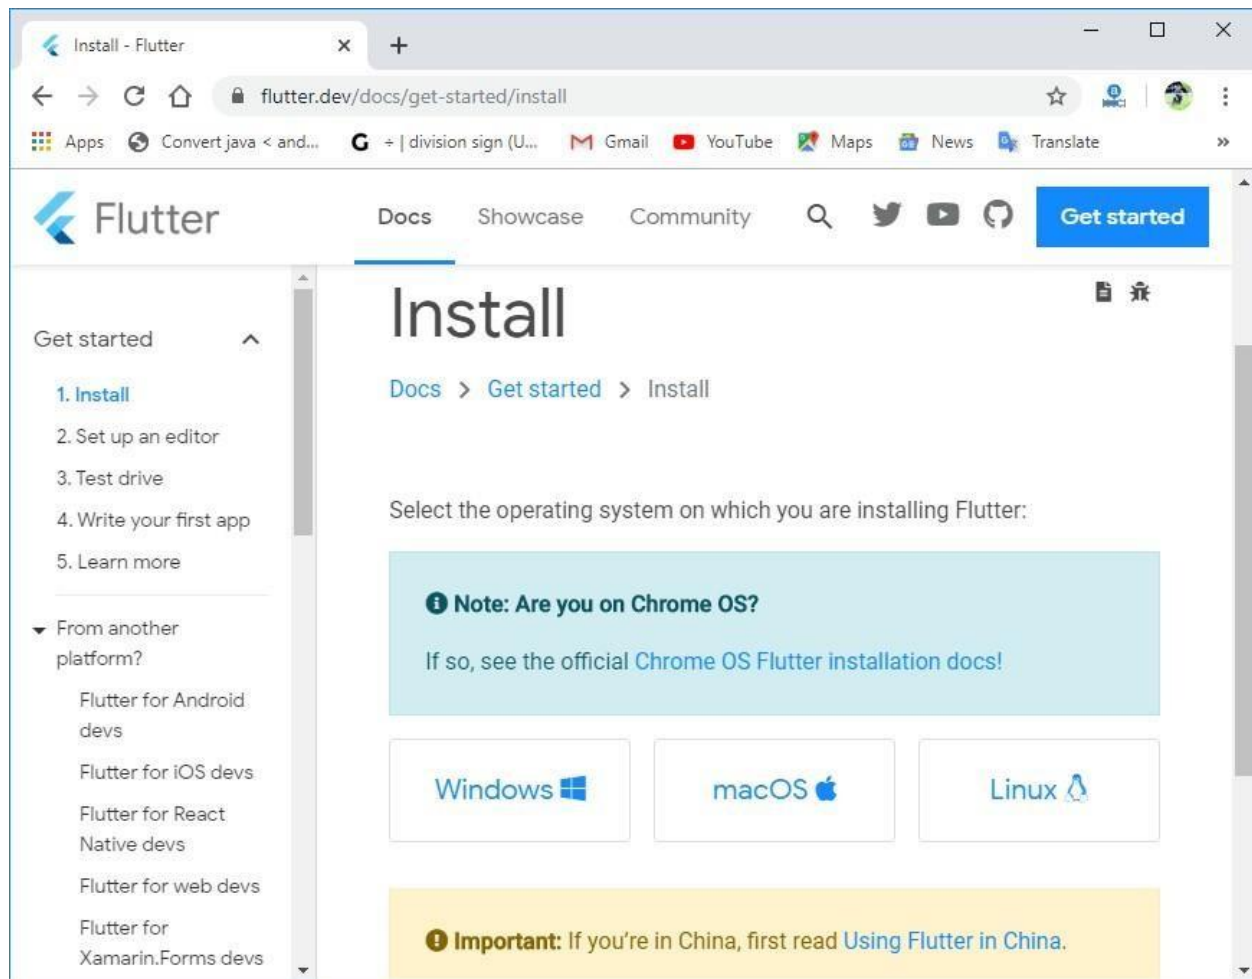 Install - Flutter
flutter.dev/docs/get-started/install
Apps Convert java < and... G ÷ | division sign (U... Gmail YouTube Maps News Translate »
Flutter Docs Showcase Community Get started
Get started
1. Install
2. Set up an editor
3. Test drive
4. Write your first app
5. Learn more
From another
platform?
Flutter for Android
devs
Flutter for iOS devs
Flutter for React
Native devs
Flutter for web devs
Flutter for
Xamarin.Forms devs
Install
Docs > Get started > Install
Select the operating system on which you are installing Flutter:
Note: Are you on Chrome OS?
If so, see the official Chrome OS Flutter installation docs!
Windows macOS Linux
Important: If you're in China, first read Using Flutter in China.